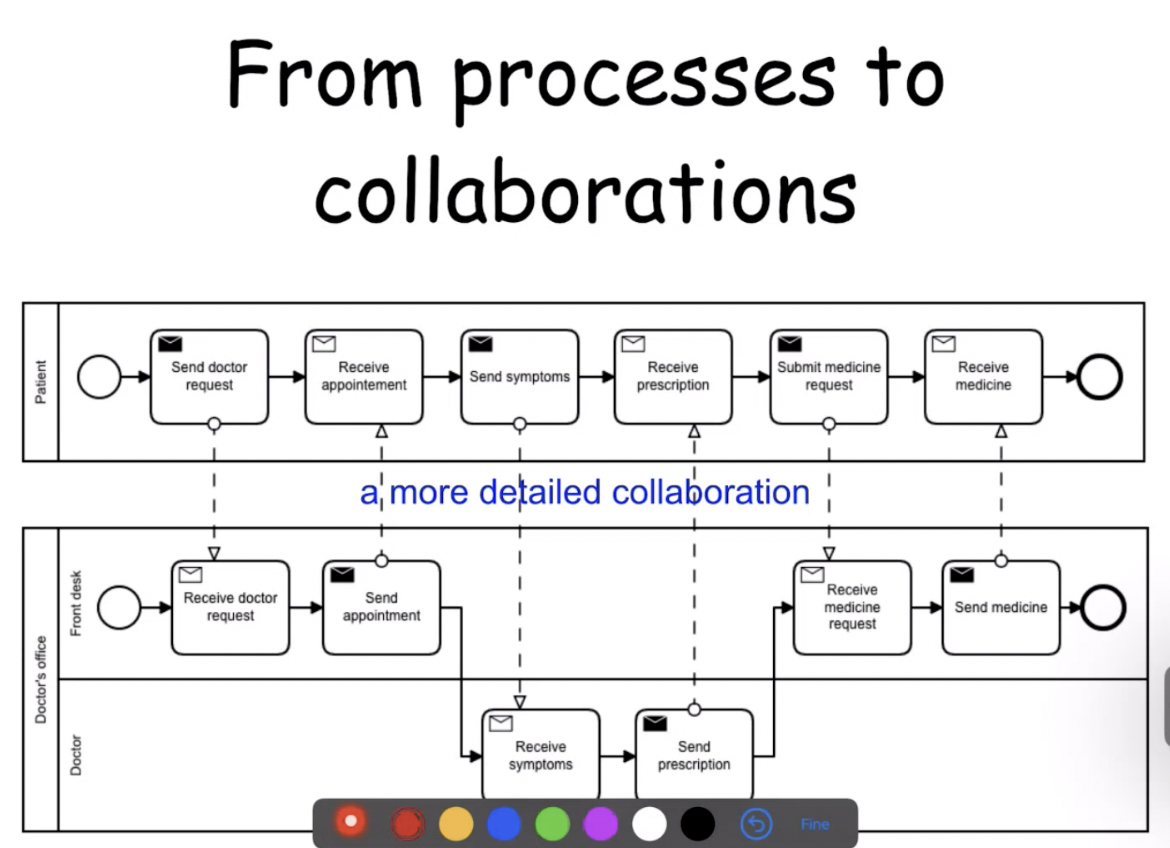 From processes to
collaborations
Patient
Send doctor
request
Receive
appointement
Send symptoms
Receive
prescription
Submit medicine
request
Receive
medicine
a more detailed collaboration
Doctor's office
Front desk
Receive doctor
request
Send
appointment
Receive
medicine
request
Send medicine
Doctor
Receive
symptoms
Send
prescription
Fine